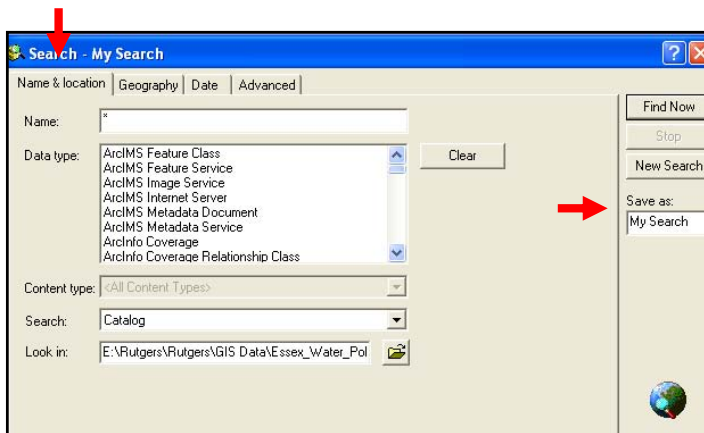 Search - My Search
Name & location Geography Date Advanced
Name: *
Data type:
ArcIMS Feature Class
ArcIMS Feature Service
ArcIMS Image Service
ArcIMS Internet Server
ArcIMS Metadata Document
ArcIMS Metadata Service
ArcInfo Coverage
ArcInfo Coverage Relationship Class
Clear
Content type: <All Content Types>
Search: Catalog
Look in: E:\Rutgers\Rutgers\GIS Data\Essex_Water_Pol
Find Now
Stop
New Search
Save as:
My Search